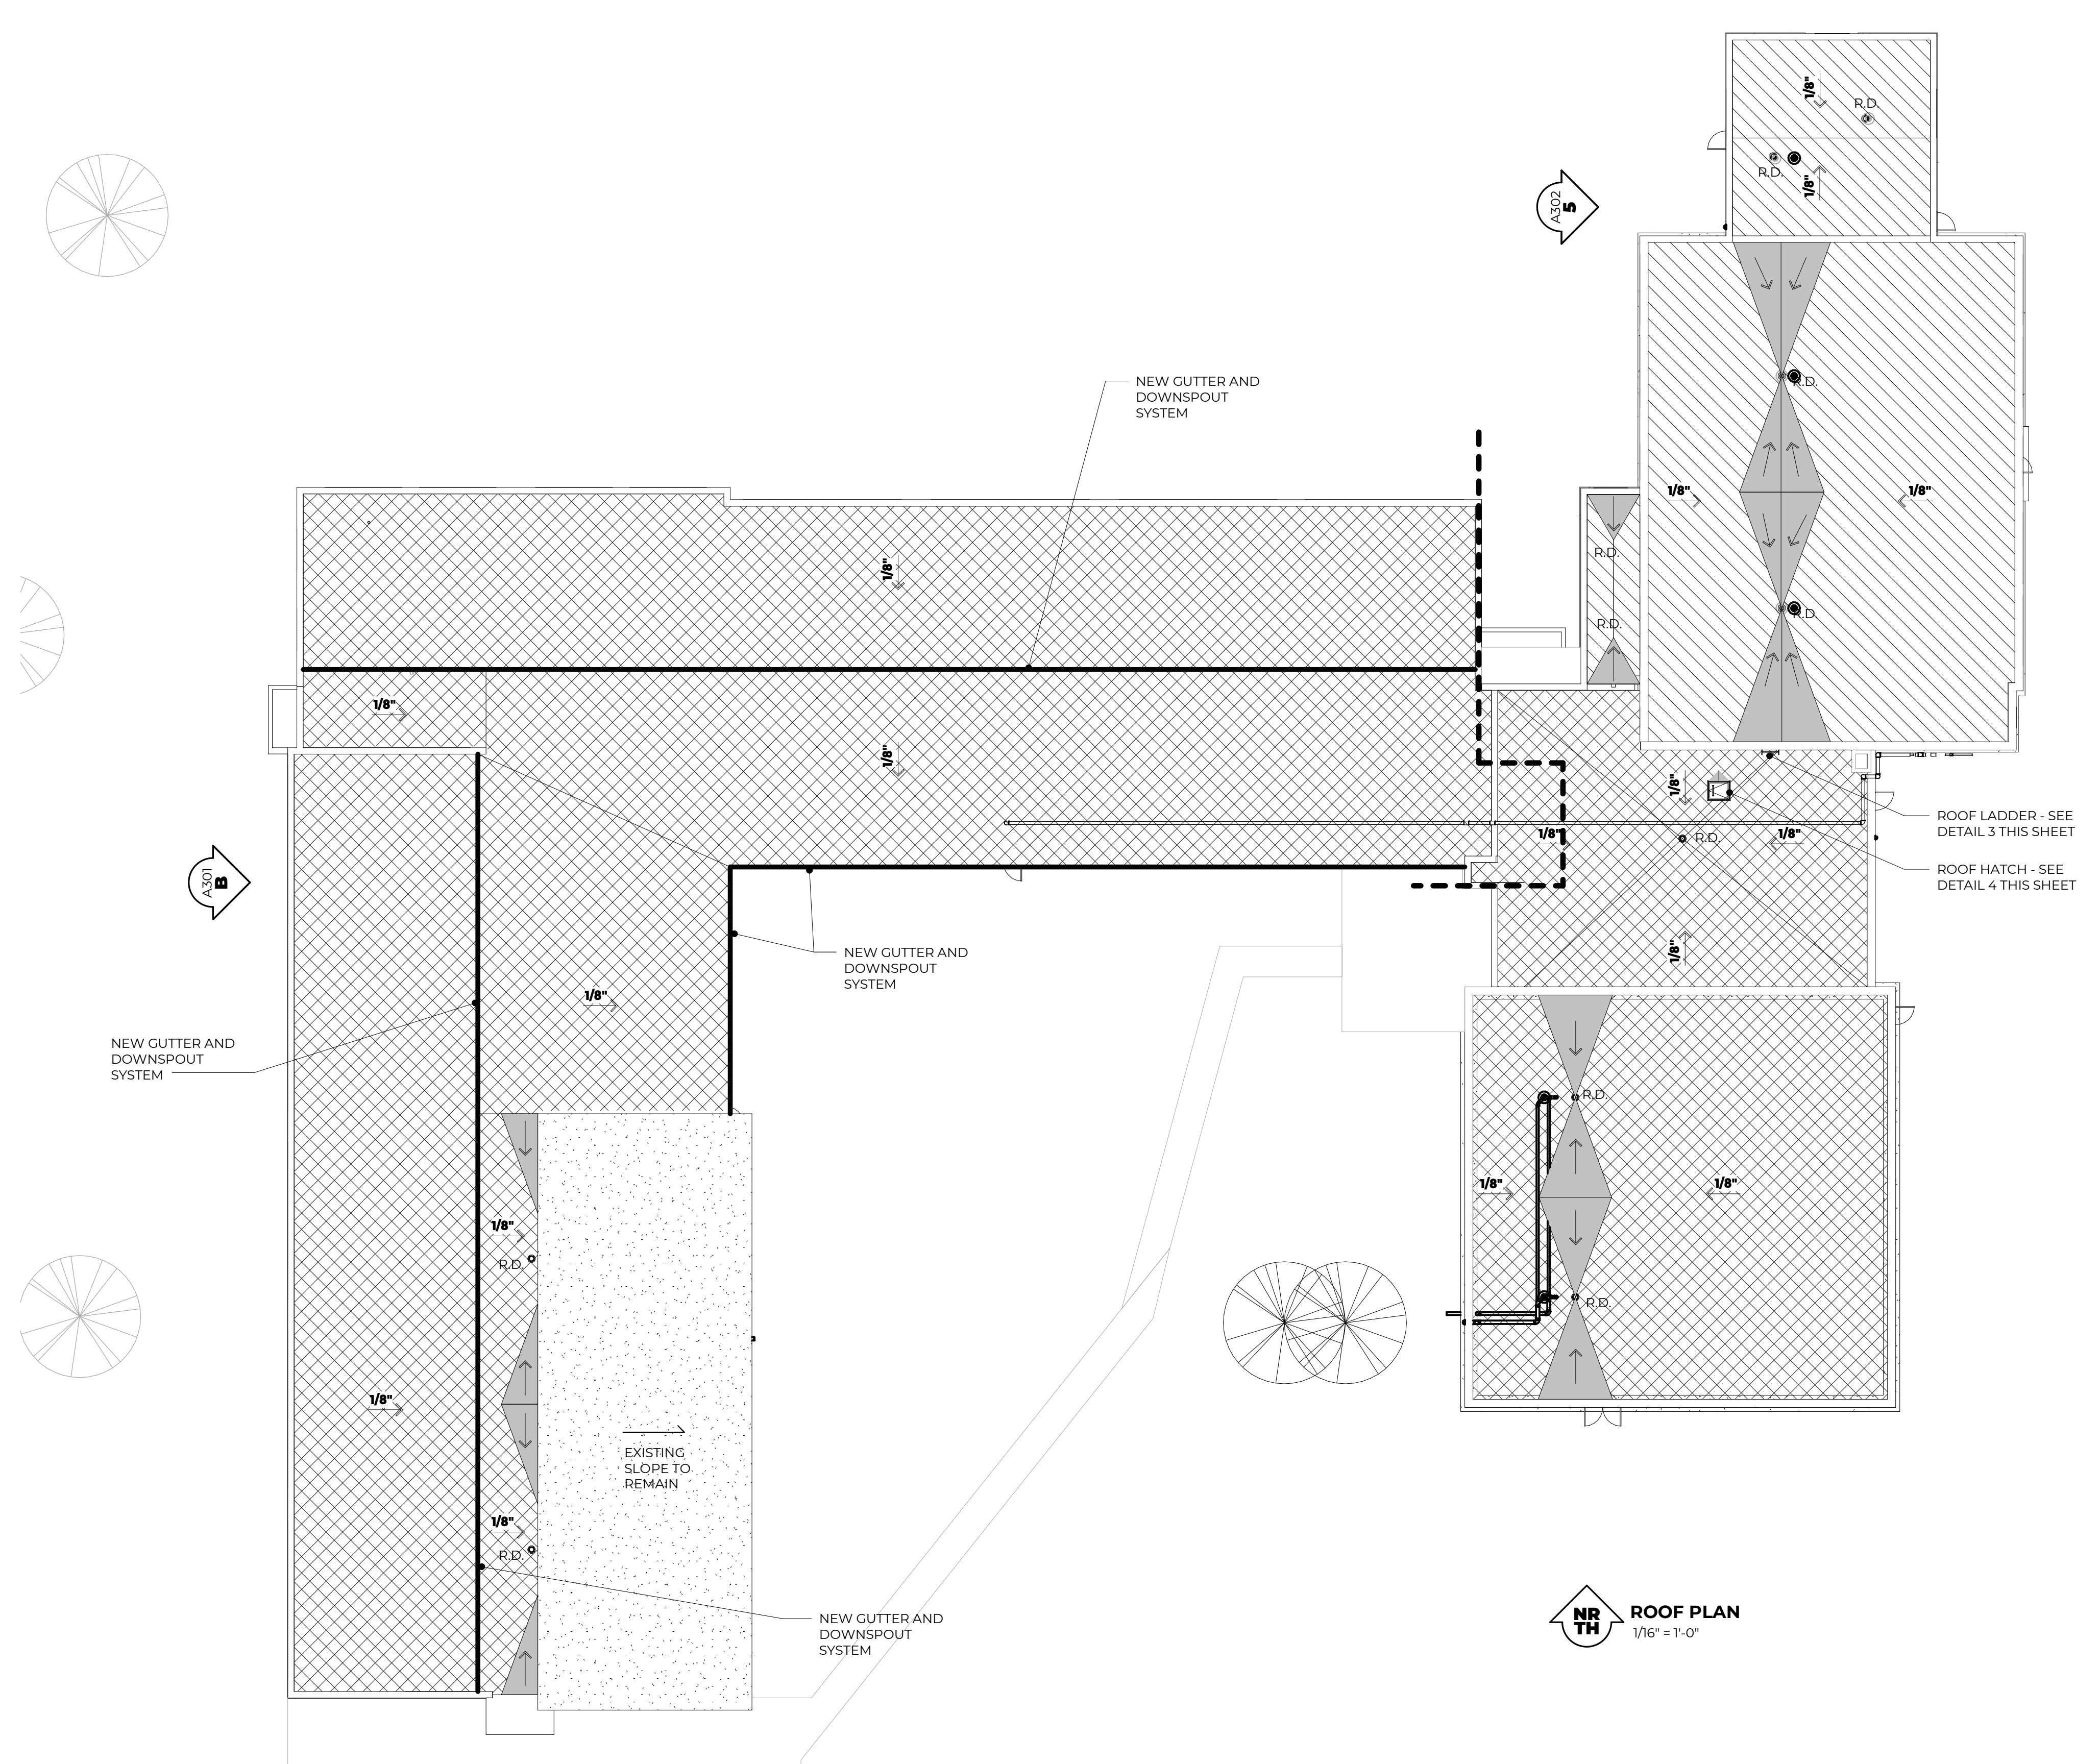 1/8"
R.D.
R.D.
1/8"
A302
5
R.D.
NEW GUTTER AND
DOWNSPOUT
SYSTEM
1/8"
1/8"
R.D.
1/8"
R.D.
R.D.
1/8"
1/8"
1/8"
ROOF LADDER - SEE
DETAIL 3 THIS SHEET
1/8"
R.D.
1/8"
ROOF HATCH - SEE
DETAIL 4 THIS SHEET
A301
B
1/8"
NEW GUTTER AND
DOWNSPOUT
SYSTEM
1/8"
NEW GUTTER AND
DOWNSPOUT
SYSTEM
R.D.
1/8"
1/8"
1/8"
R.D.
R.D.
1/8"
EXISTING
SLOPE TO
REMAIN
1/8"
R.D.
NEW GUTTER AND
DOWNSPOUT
SYSTEM
NR
TH
ROOF PLAN
1/16" = 1'-0"